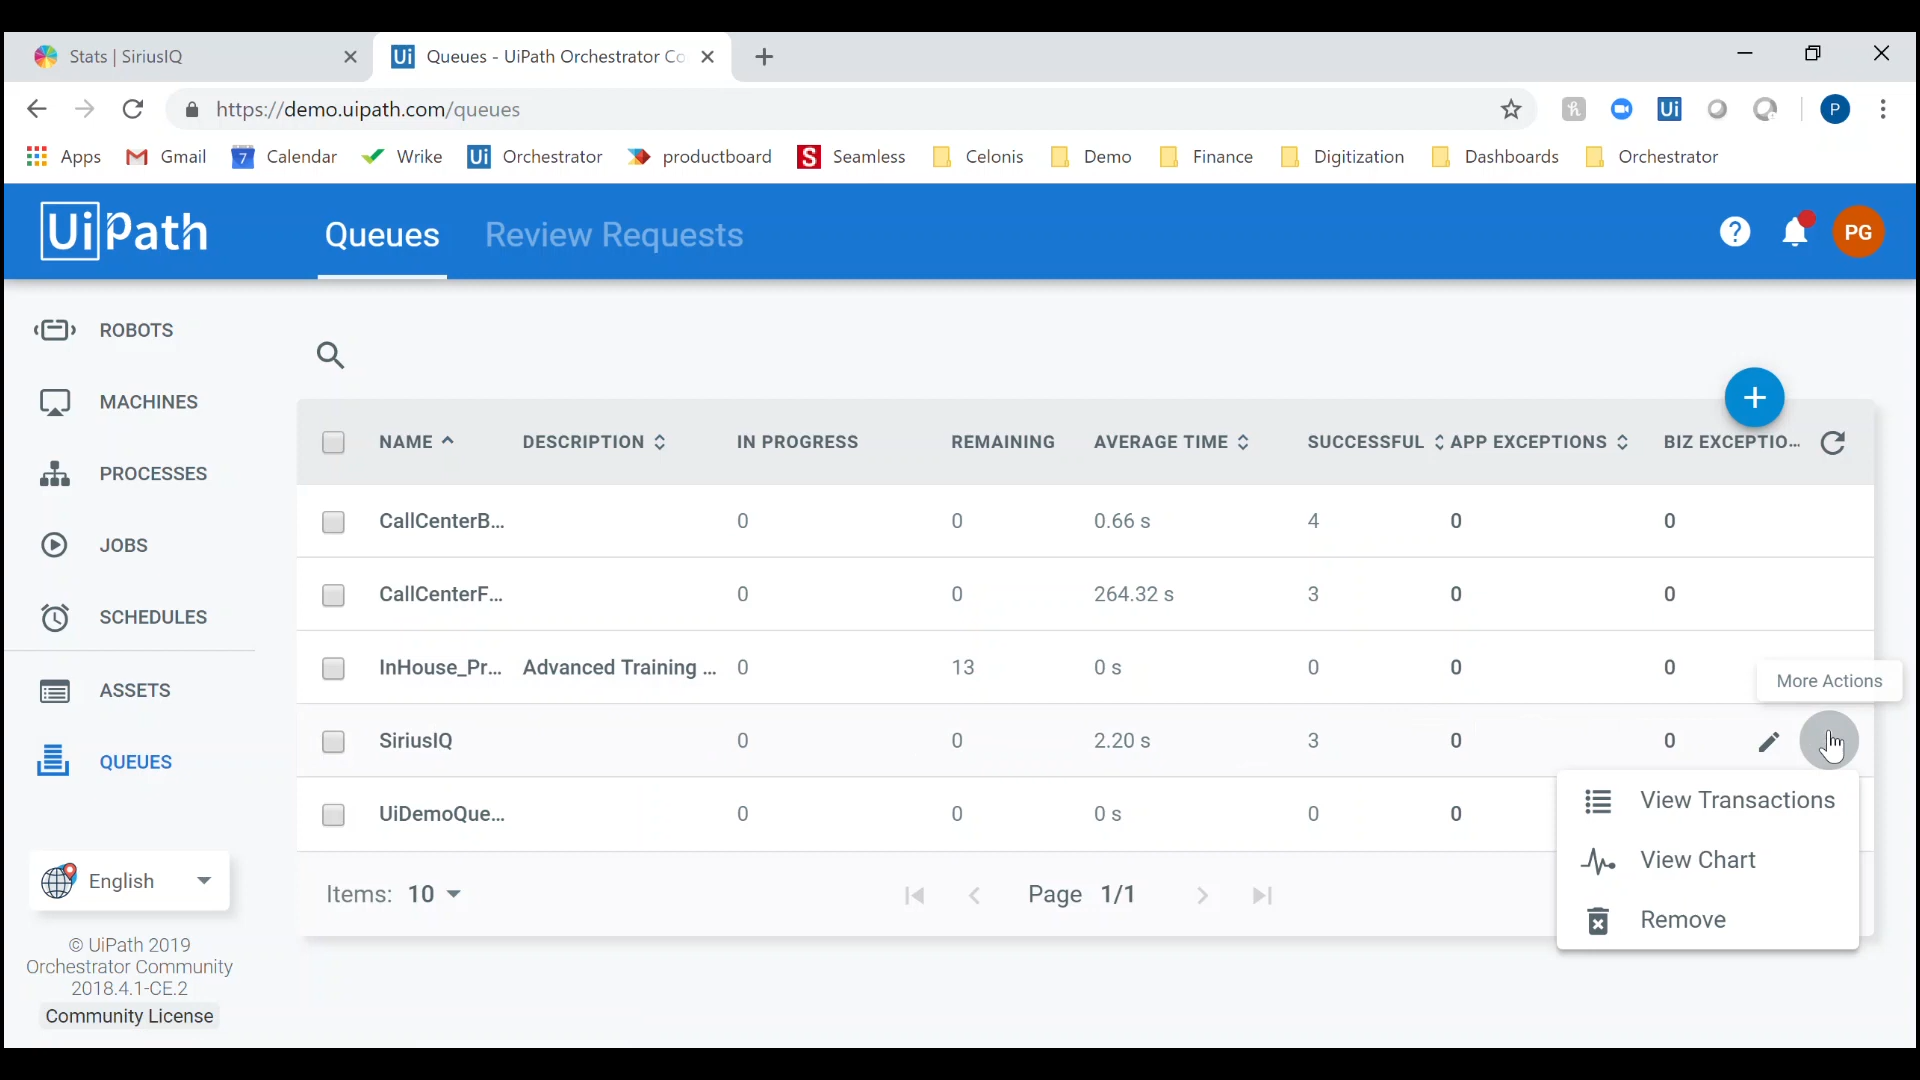 Stats | SiriusIQ
Ui Queues - UiPath Orchestrator Co
https://demo.uipath.com/queues
Ui P
Apps Gmail 7 Calendar Wrike Ui Orchestrator productboard S Seamless Celonis Demo Finance Digitization Dashboards Orchestrator
UiPath Queues Review Requests ? PG
ROBOTS
MACHINES
PROCESSES
JOBS
SCHEDULES
ASSETS
QUEUES
NAME DESCRIPTION IN PROGRESS REMAINING AVERAGE TIME SUCCESSFUL APP EXCEPTIONS BIZ EXCEPTIO...
CallCenterB... 0 0 0.66 s 4 0 0
CallCenterF... 0 0 264.32 s 3 0 0
InHouse_Pr... Advanced Training ... 0 13 0 s 0 0 0
More Actions
SiriusIQ 0 0 2.20 s 3 0 0
UiDemoQue... 0 0 0 s 0 0
View Transactions
View Chart
Remove
Items: 10 Page 1/1
English
© UiPath 2019
Orchestrator Community
2018.4.1-CE.2
Community License